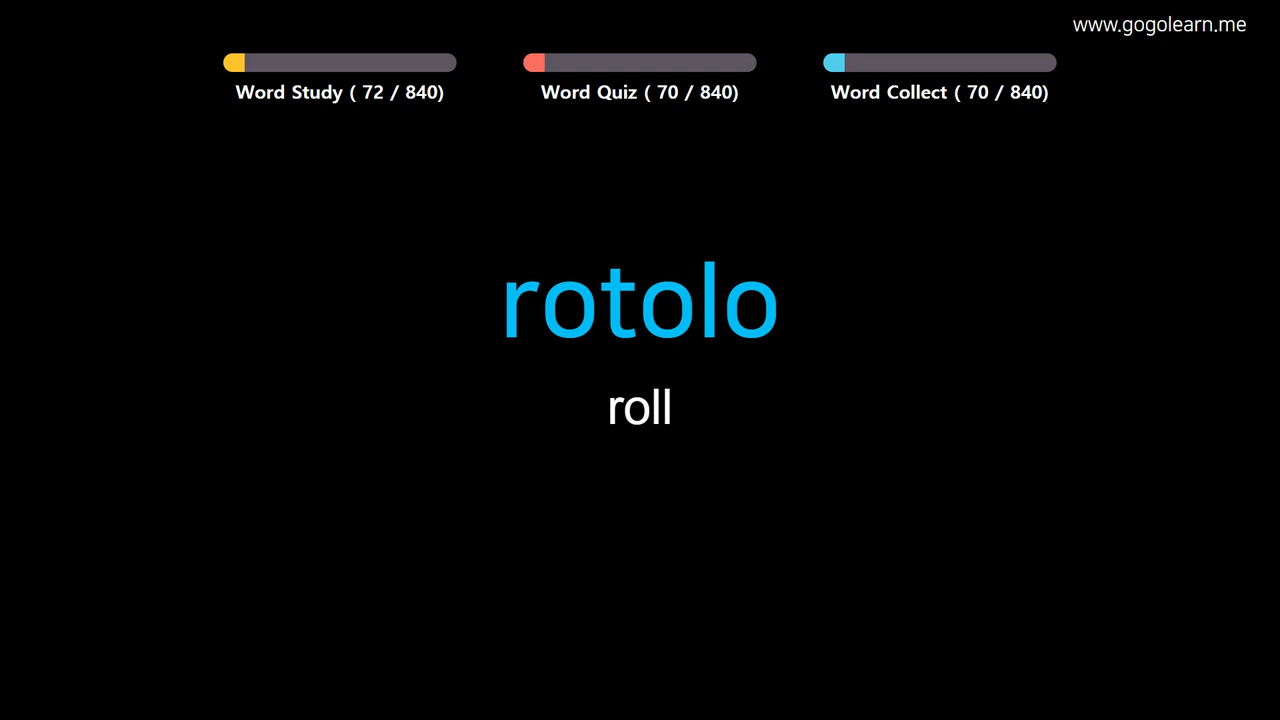 www.gogolearn.me
Word Study ( 72 / 840)
Word Quiz ( 70 / 840)
Word Collect ( 70 / 840)
rotolo
roll